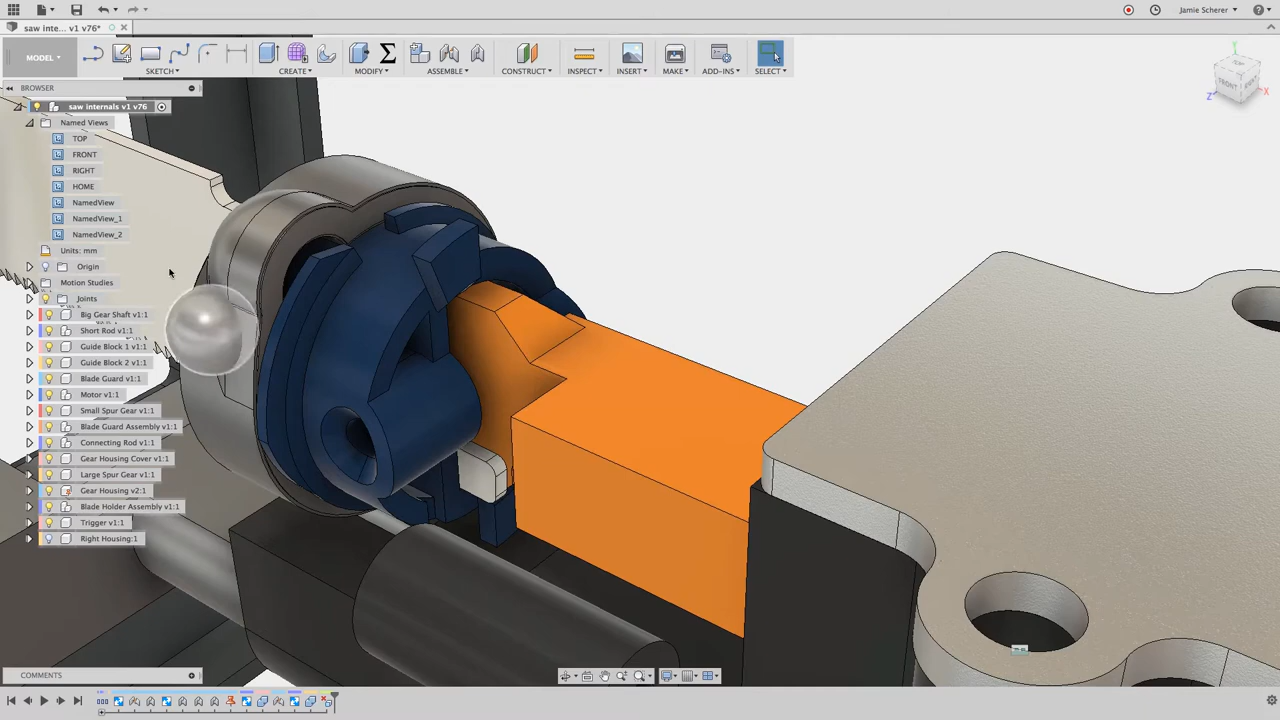 Jamie Scherer
saw inte... v1 v76*
MODEL
SKETCH
CREATE
MODIFY
ASSEMBLE
CONSTRUCT
INSPECT
INSERT
MAKE
ADD-INS
SELECT
BROWSER
saw internals v1 v76
Named Views
TOP
FRONT
RIGHT
HOME
NamedView
NamedView_1
NamedView_2
Units: mm
Origin
Motion Studies
Joints
Big Gear Shaft v1:1
Short Rod v1:1
Guide Block 1 v1:1
Guide Block 2 v1:1
Blade Guard v1:1
Motor v1:1
Small Spur Gear v1:1
Blade Guard Assembly v1:1
Connecting Rod v1:1
Gear Housing Cover v1:1
Large Spur Gear v1:1
Gear Housing v2:1
Blade Holder Assembly v1:1
Trigger v1:1
Right Housing:1
COMMENTS
TOP
FRONT
Z
X
Y